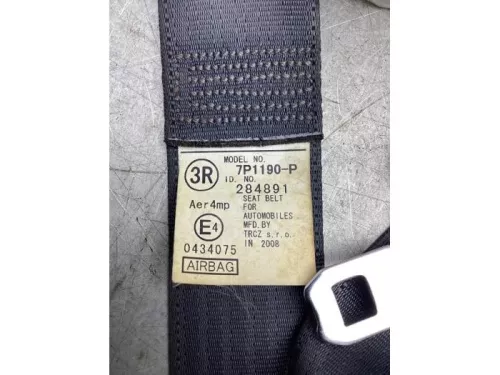 MODEL NO.
3R 7P1190-P
ID. NO.
284891
Aer4mp SEAT BELT
FOR
AUTOMOBILES
E4 MFD.BY
TRCZ s.r.o.
0434075 IN 2008
AIRBAG